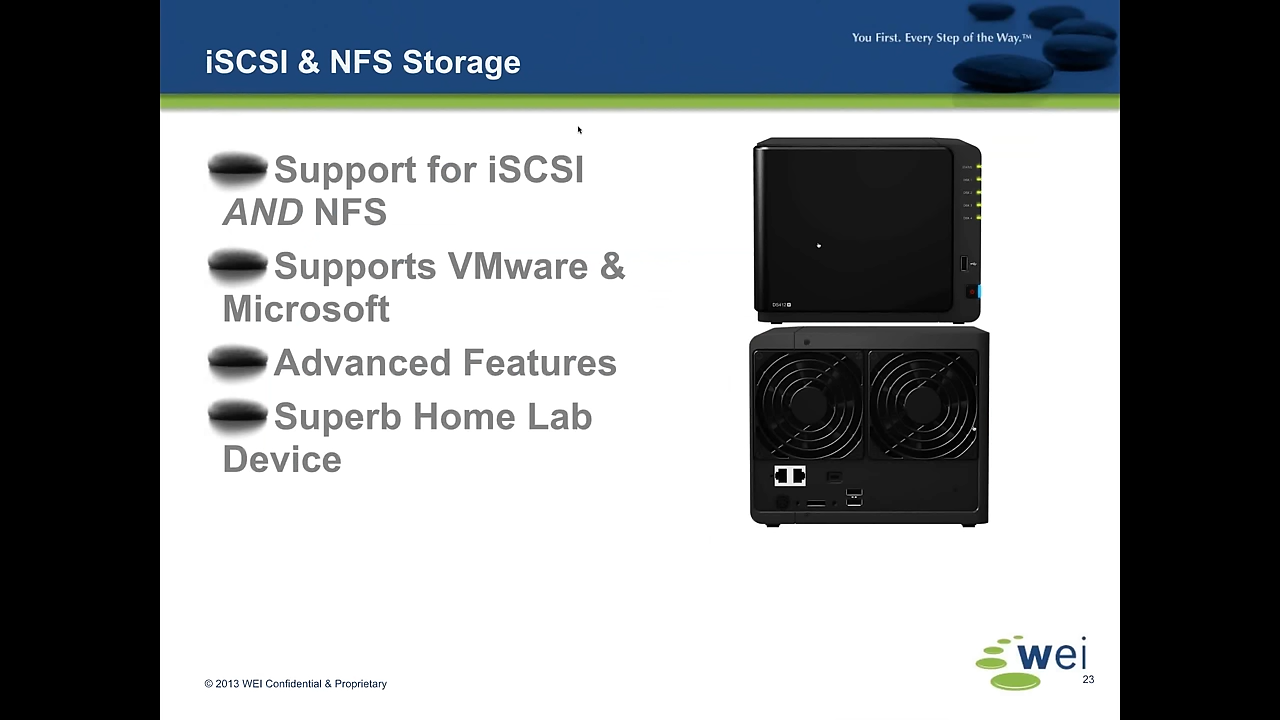 You First. Every Step of the Way.™
iSCSI & NFS Storage
Support for iSCSI
AND NFS
Supports VMware &
Microsoft
Advanced Features
Superb Home Lab
Device
wei
© 2013 WEI Confidential & Proprietary
23